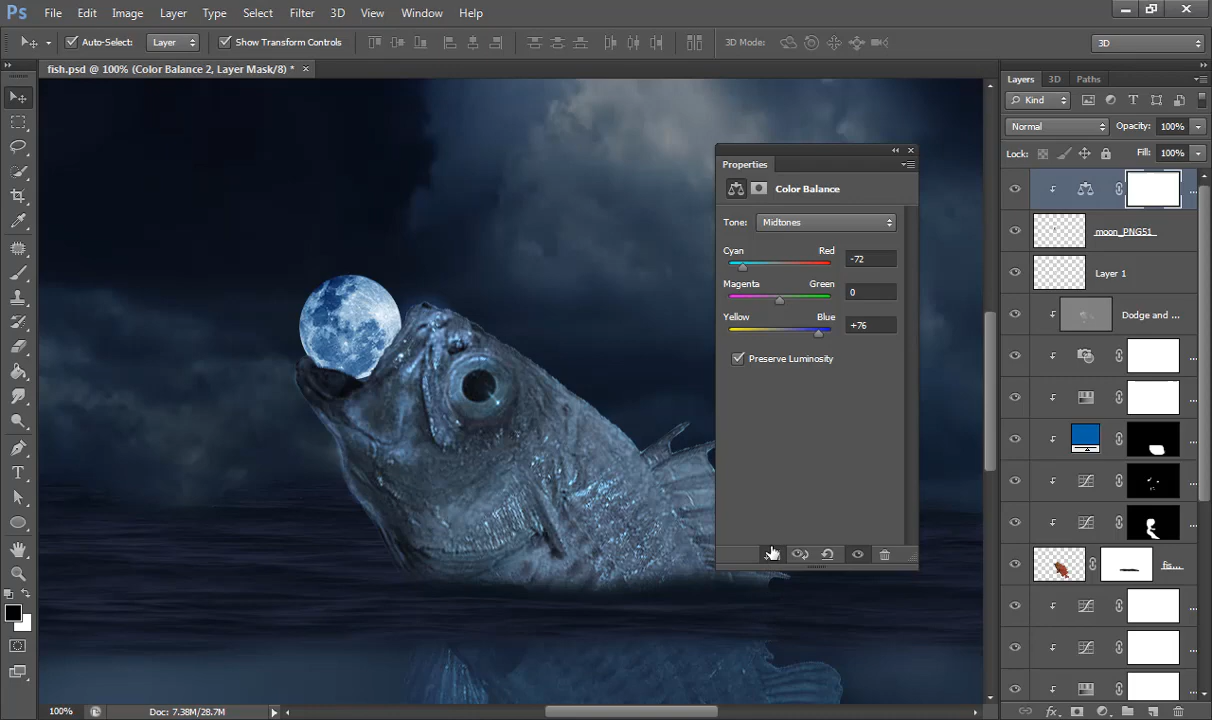 Ps File Edit Image Layer Type Select Filter 3D View Window Help
Auto-Select: Layer Show Transform Controls 3D Mode: 3D
fish.psd @ 100% (Color Balance 2, Layer Mask/8) * ×
Layers 3D Paths
Kind
Normal Opacity: 100%
Lock: Fill: 100%
Properties
Color Balance
Tone: Midtones
Cyan Red -72
Magenta Green 0
Yellow Blue +76
Preserve Luminosity
...
moon_PNG51
Layer 1
Dodge and ...
...
...
...
...
...
fis...
...
...
...
100% Doc: 7.38M/28.7M